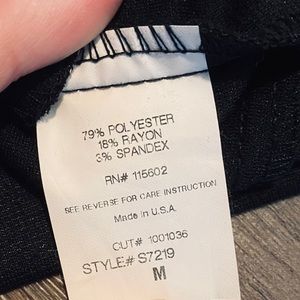 79% POLYESTER
18% RAYON
3% SPANDEX
RN# 115602
SEE REVERSE FOR CARE INSTRUCTION
Made in U.S.A.
CUT# 1001036
STYLE# S7219
M